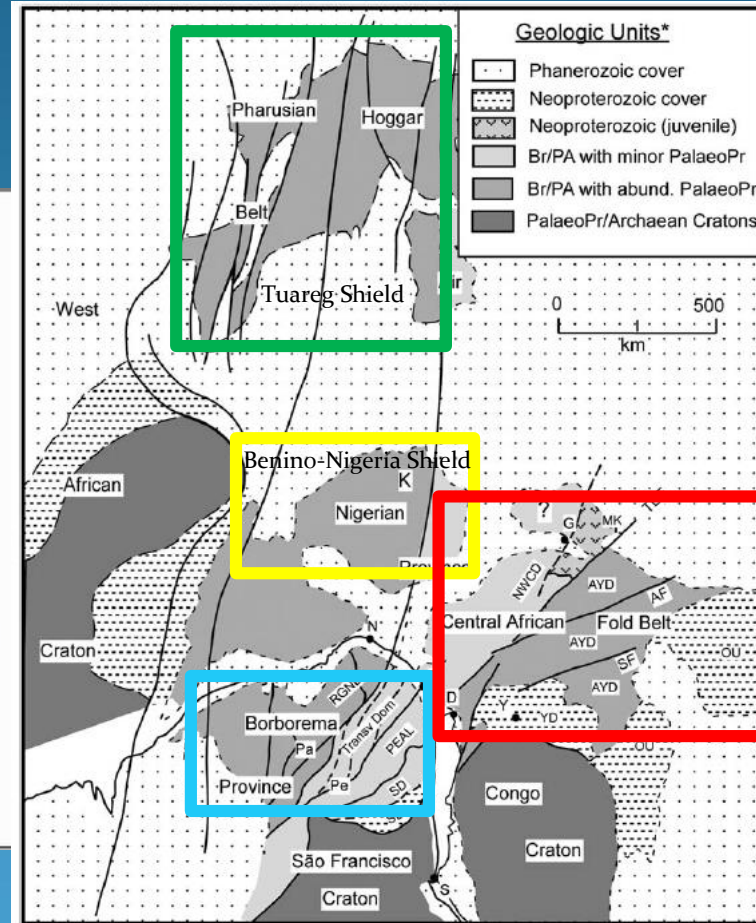 Geologic Units*
Phanerozoic cover
Neoproterozoic cover
Neoproterozoic (juvenile)
Br/PA with minor PalaeoPr
Br/PA with abund. PalaeoPr
PalaeoPr/Archaean Cratons
0 500
km
Pharusian
Hoggar
Belt
Tuareg Shield
West
Benino-Nigeria Shield
K
Nigerian
African
Craton
?
G
MK
NWCD
AYD
AF
Central African
Fold Belt
AYD
SF
AYD
OU
N
D
Y
YD
OU
RGND
Borborema
Transv Dom
Pa
PEAL
Province
Pe
SD
Congo
Craton
São Francisco
Craton
S